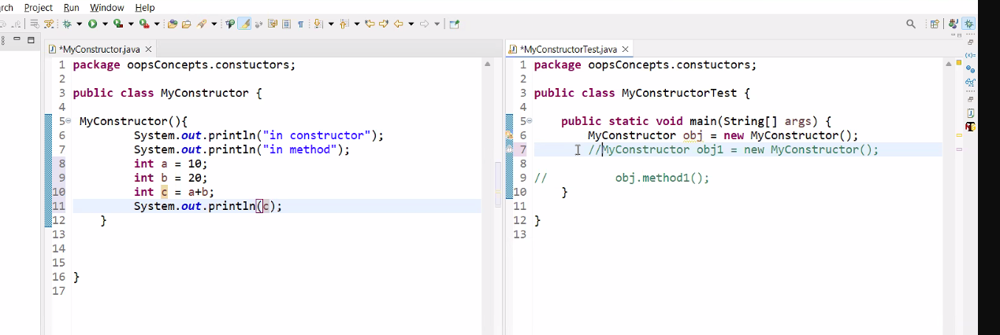 rch Project Run Window Help
*MyConstructor.java
1 package oopsConcepts.constuctors;
2
3 public class MyConstructor {
4
5 MyConstructor(){
6 System.out.println("in constructor");
7 System.out.println("in method");
8 int a = 10;
9 int b = 20;
10 int c = a+b;
11 System.out.println(c);
12 }
13
14
15
16 }
17
*MyConstructorTest.java
1 package oopsConcepts.constuctors;
2
3 public class MyConstructorTest {
4
5 public static void main(String[] args) {
6 MyConstructor obj = new MyConstructor();
7 //MyConstructor obj1 = new MyConstructor();
8
9 // obj.method1();
10 }
11
12 }
13